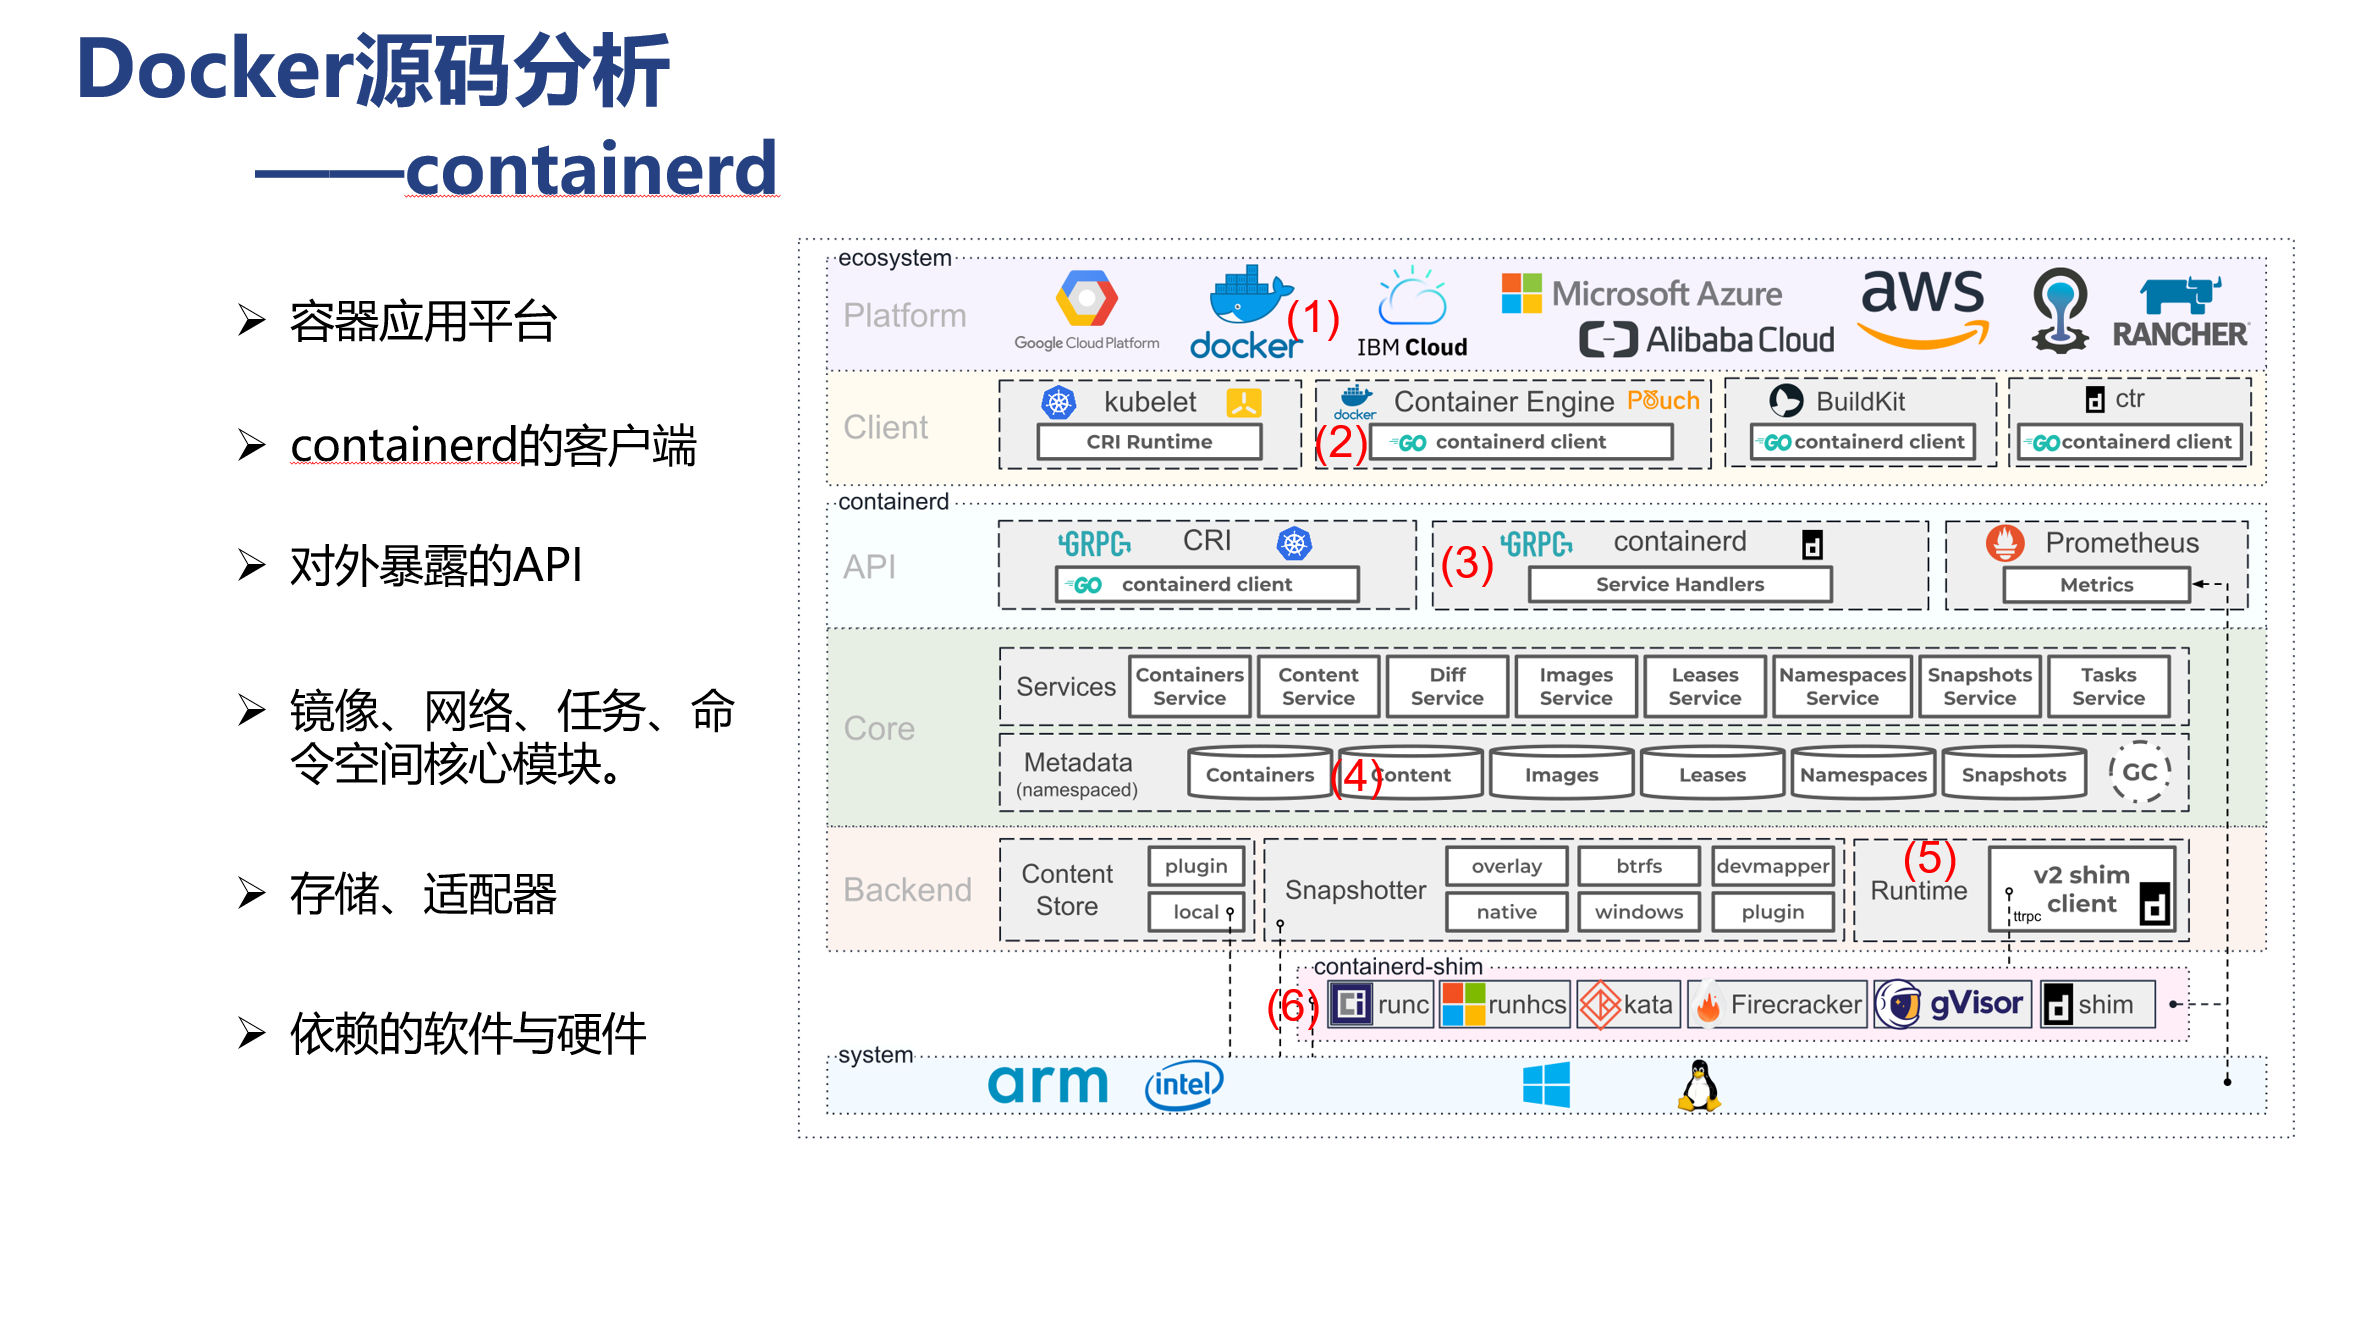 Docker源码分析
——containerd
容器应用平台
containerd的客户端
对外暴露的API
镜像、网络、任务、命
令空间核心模块。
存储、适配器
依赖的软件与硬件
ecosystem
Platform
Google Cloud Platform
docker
(1)
IBM Cloud
Microsoft Azure
Alibaba Cloud
aws
RANCHER
Client
kubelet
CRI Runtime
docker
Container Engine
Pouch
(2)
GO containerd client
BuildKit
GO containerd client
ctr
GO containerd client
containerd
API
GRPC
CRI
GO containerd client
(3)
GRPC
containerd
Service Handlers
Prometheus
Metrics
Core
Services
Containers
Service
Content
Service
Diff
Service
Images
Service
Leases
Service
Namespaces
Service
Snapshots
Service
Tasks
Service
Metadata
(namespaced)
Containers
(4)
Content
Images
Leases
Namespaces
Snapshots
GC
Backend
Content
Store
plugin
local
Snapshotter
overlay
btrfs
devmapper
native
windows
plugin
(5)
Runtime
v2 shim
client
ttrpc
containerd-shim
(6)
runc
runhcs
kata
Firecracker
gVisor
shim
system
arm
intel